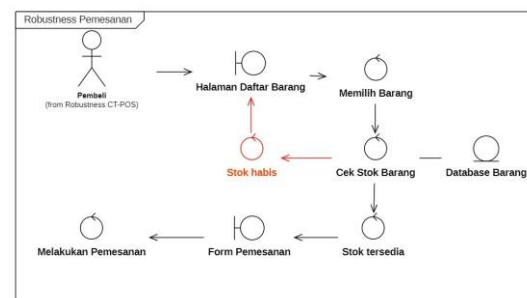 Robustness Pemesanan
Pembeli
(from Robustness CT-POS)
Halaman Daftar Barang
Memilih Barang
Stok habis
Cek Stok Barang
Database Barang
Melakukan Pemesanan
Form Pemesanan
Stok tersedia